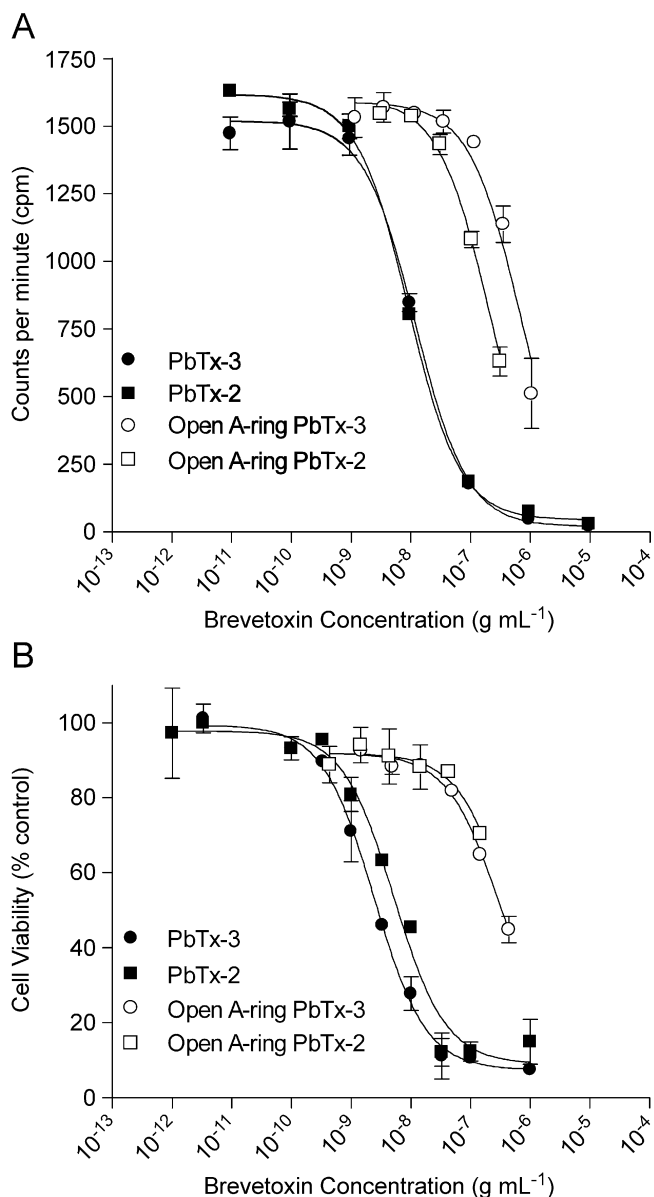 A
1750
1500
1250
1000
750
500
250
0
Counts per minute (cpm)
PbTx-3
PbTx-2
Open A-ring PbTx-3
Open A-ring PbTx-2
10⁻¹³ 10⁻¹² 10⁻¹¹ 10⁻¹⁰ 10⁻⁹ 10⁻⁸ 10⁻⁷ 10⁻⁶ 10⁻⁵ 10⁻⁴
Brevetoxin Concentration (g mL⁻¹)
B
100
80
60
40
20
0
Cell Viability (% control)
PbTx-3
PbTx-2
Open A-ring PbTx-3
Open A-ring PbTx-2
10⁻¹³ 10⁻¹² 10⁻¹¹ 10⁻¹⁰ 10⁻⁹ 10⁻⁸ 10⁻⁷ 10⁻⁶ 10⁻⁵ 10⁻⁴
Brevetoxin Concentration (g mL⁻¹)